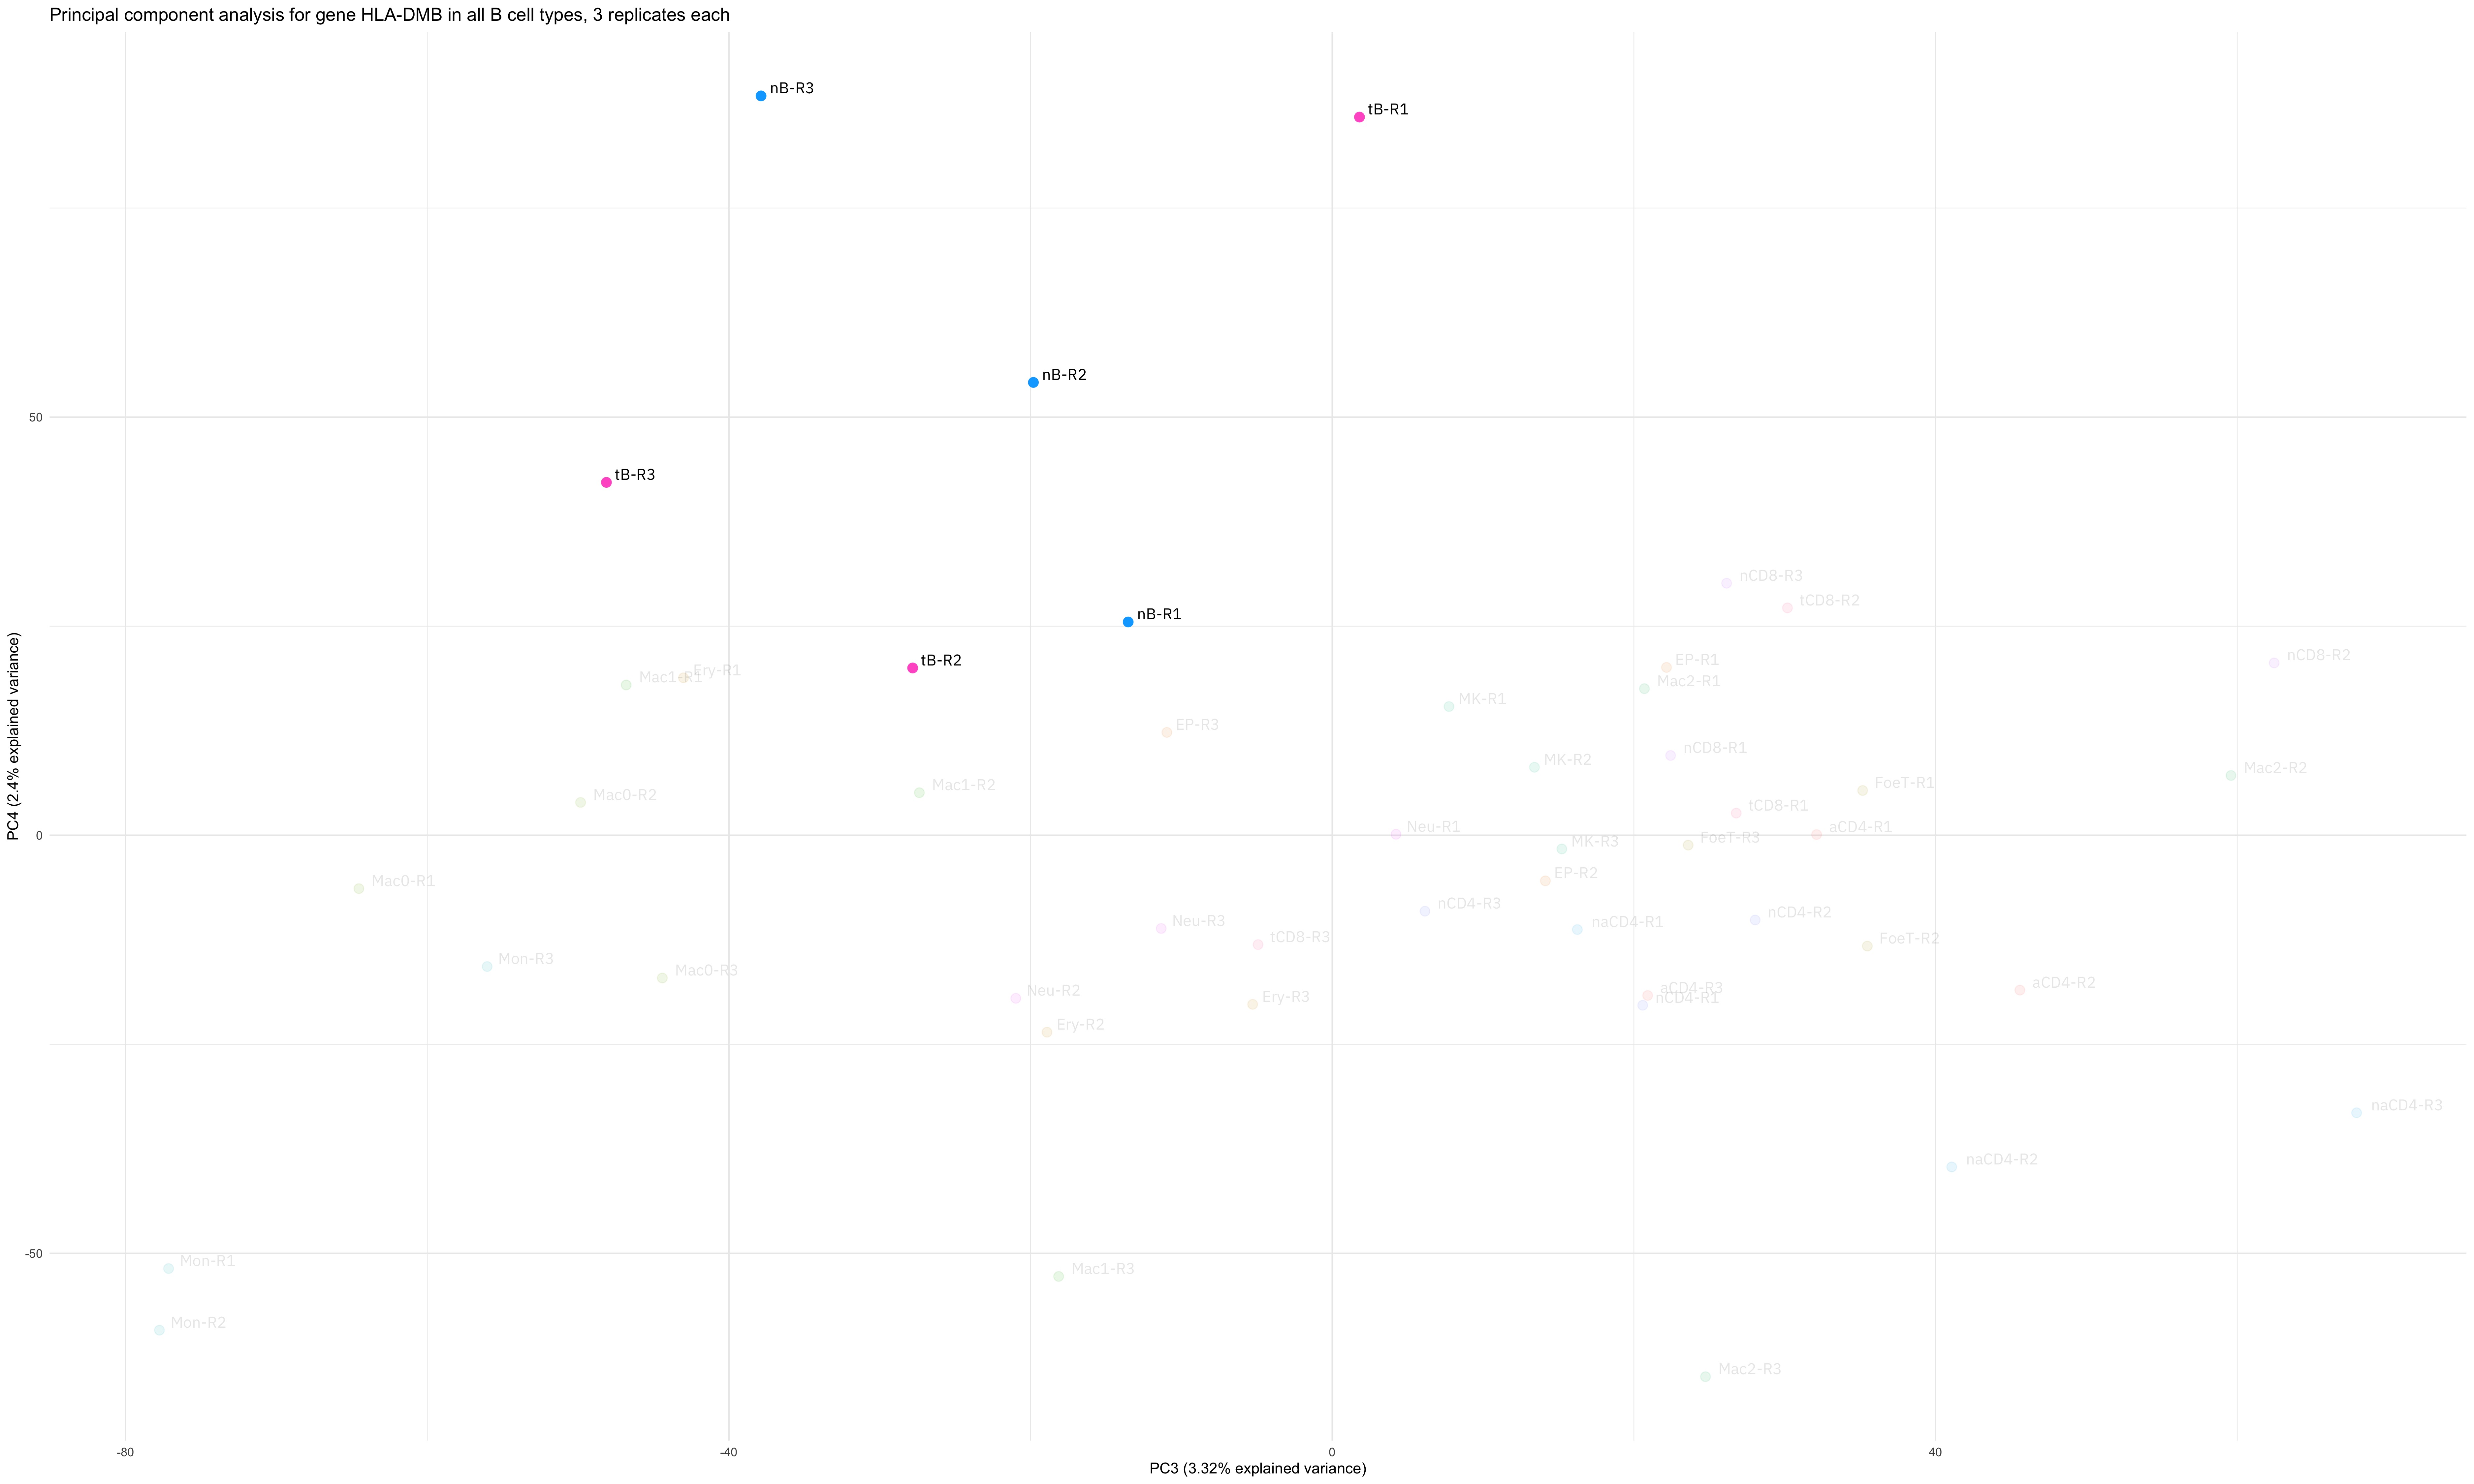 Principal component analysis for gene HLA-DMB in all B cell types, 3 replicates each
nB-R3
tB-R1
nB-R2
50
tB-R3
nCD8-R3
tCD8-R2
nB-R1
nCD8-R2
tB-R2
EP-R1
Ery-R1
Mac1-R1
Mac2-R1
MK-R1
EP-R3
nCD8-R1
MK-R2
Mac2-R2
Mac1-R2
FoeT-R1
Mac0-R2
tCD8-R1
Neu-R1
aCD4-R1
0
FoeT-R3
MK-R3
EP-R2
Mac0-R1
nCD4-R3
nCD4-R2
Neu-R3
naCD4-R1
tCD8-R3
FoeT-R2
Mon-R3
Mac0-R3
aCD4-R2
aCD4-R3
Neu-R2
Ery-R3
nCD4-R1
Ery-R2
naCD4-R3
naCD4-R2
-50
Mon-R1
Mac1-R3
Mon-R2
Mac2-R3
-80
-40
0
40
PC3 (3.32% explained variance)
PC4 (2.4% explained variance)